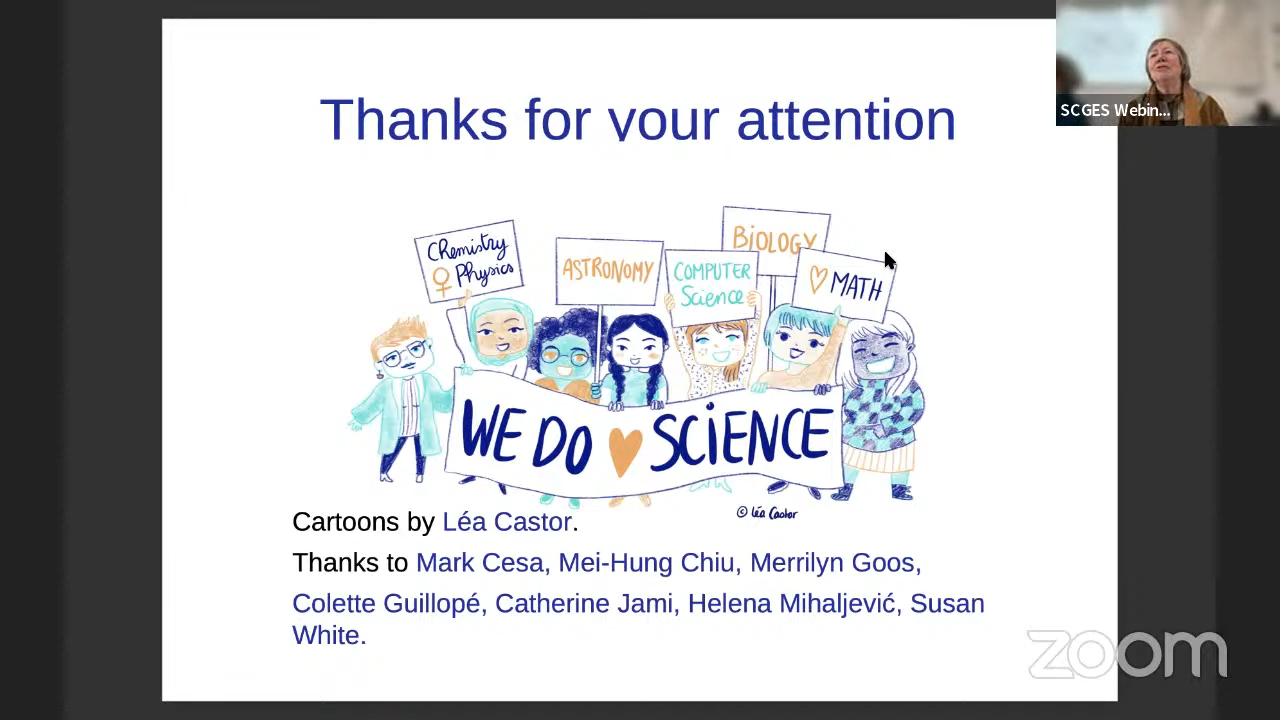 Thanks for your attention
SCGES Webin...
Chemistry
♀ Physics
ASTRONOMY
COMPUTER
Science
BiOLOGY
♡ MATH
WE DO ♥ SCiENCE
© Léa Castor
Cartoons by Léa Castor.
Thanks to Mark Cesa, Mei-Hung Chiu, Merrilyn Goos,
Colette Guillopé, Catherine Jami, Helena Mihaljević, Susan
White.
zoom